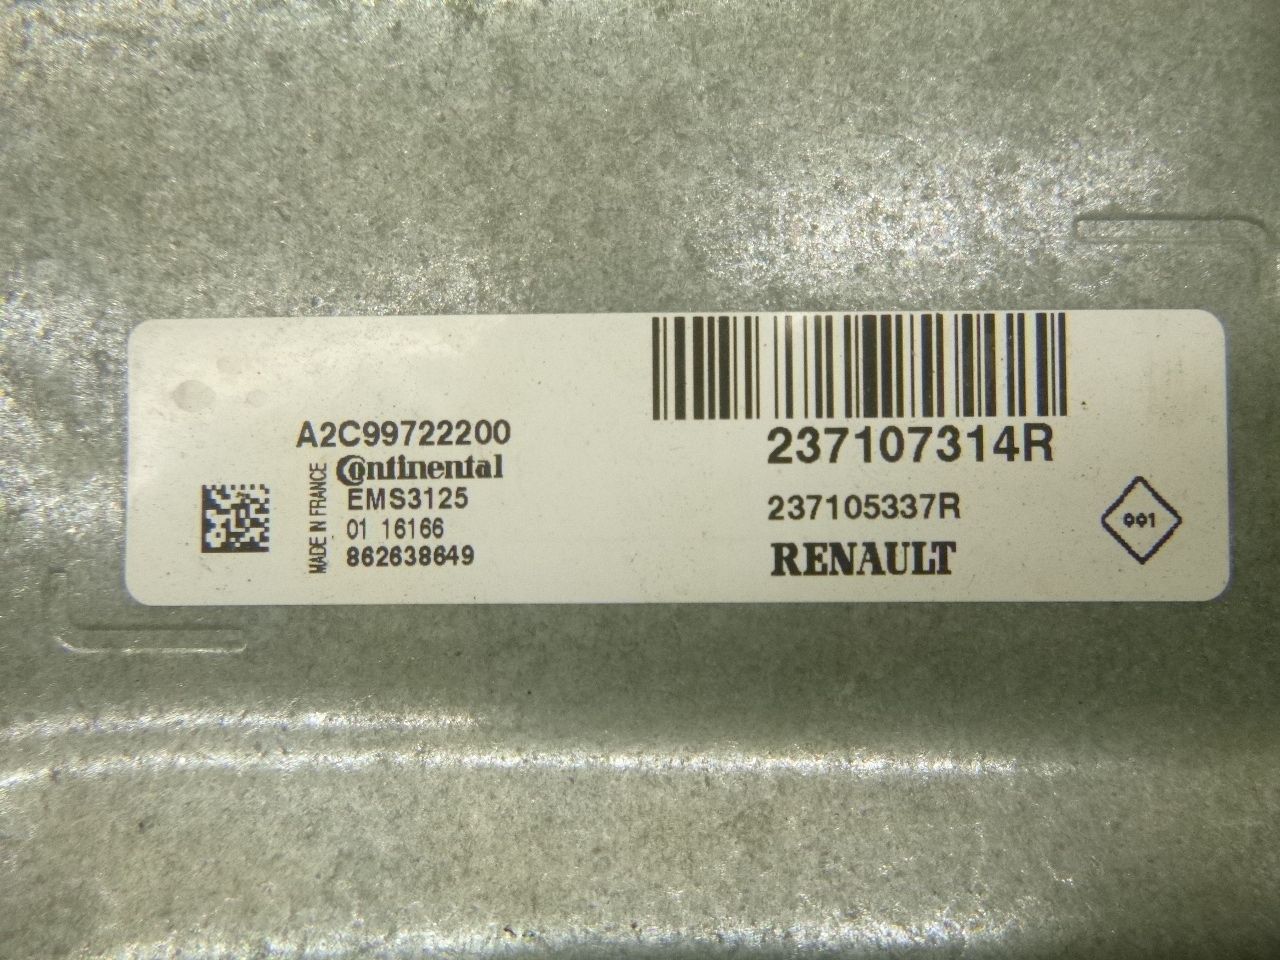 A2C99722200
Continental
EMS3125
01 16166
862638649
MADE IN FRANCE
237107314R
237105337R
RENAULT
001